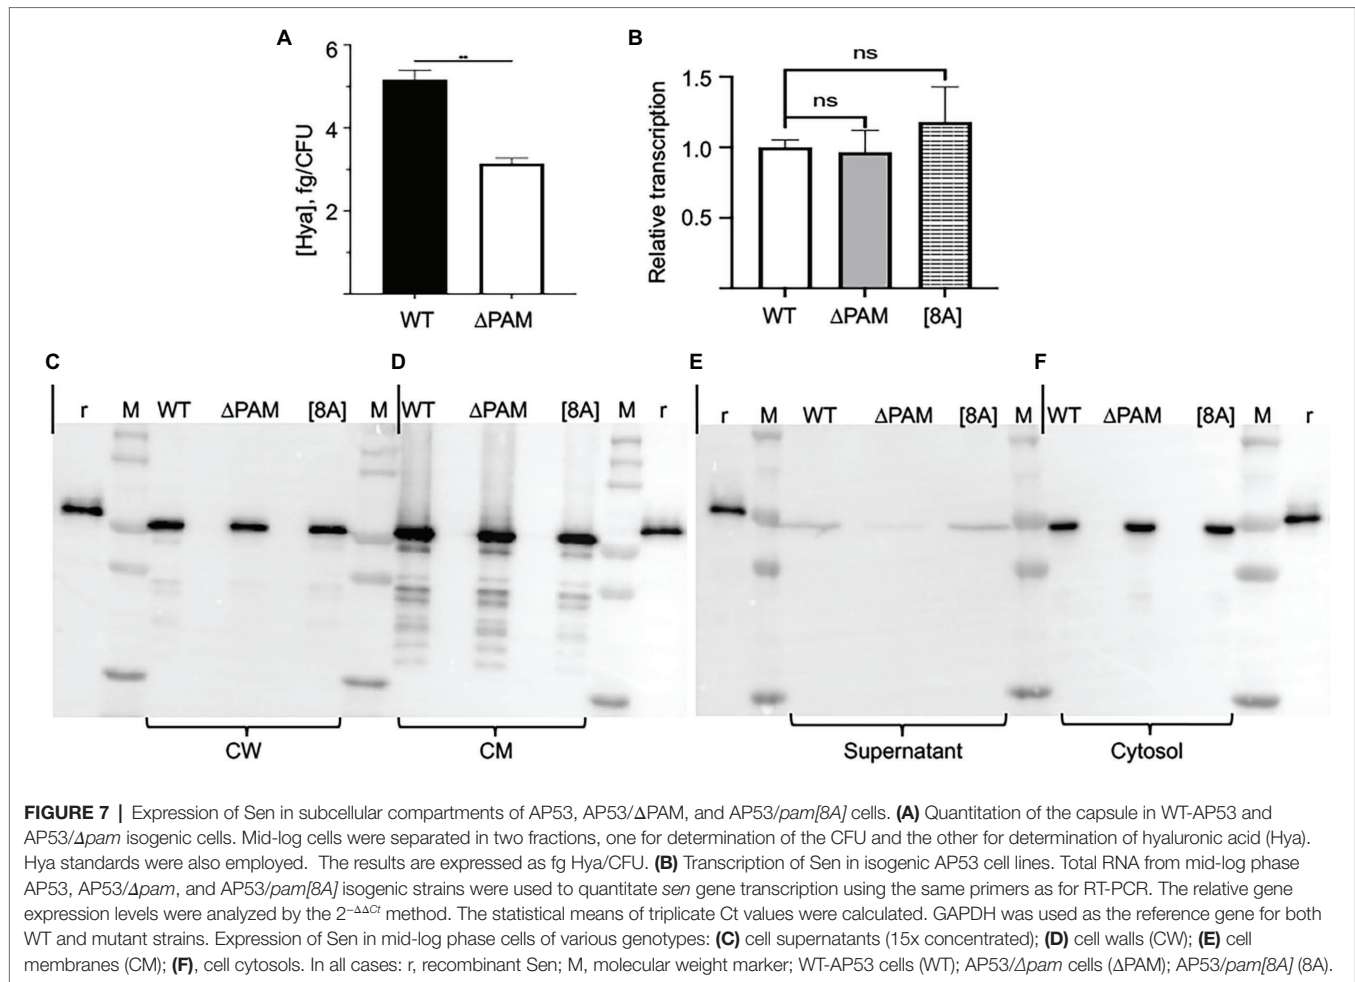 A
B
6
4
2
[Hya], fg/CFU
**
WT
ΔPAM
ns
ns
1.5
1.0
0.5
Relative transcription
WT
ΔPAM
[8A]
C
D
E
F
r M WT ΔPAM [8A] M WT ΔPAM [8A] M r
r M WT ΔPAM [8A] M WT ΔPAM [8A] M r
CW
CM
Supernatant
Cytosol
FIGURE 7 | Expression of Sen in subcellular compartments of AP53, AP53/ΔPAM, and AP53/pam[8A] cells. (A) Quantitation of the capsule in WT-AP53 and
AP53/Δpam isogenic cells. Mid-log cells were separated in two fractions, one for determination of the CFU and the other for determination of hyaluronic acid (Hya).
Hya standards were also employed. The results are expressed as fg Hya/CFU. (B) Transcription of Sen in isogenic AP53 cell lines. Total RNA from mid-log phase
AP53, AP53/Δpam, and AP53/pam[8A] isogenic strains were used to quantitate sen gene transcription using the same primers as for RT-PCR. The relative gene
expression levels were analyzed by the 2−ΔΔCt method. The statistical means of triplicate Ct values were calculated. GAPDH was used as the reference gene for both
WT and mutant strains. Expression of Sen in mid-log phase cells of various genotypes: (C) cell supernatants (15x concentrated); (D) cell walls (CW); (E) cell
membranes (CM); (F), cell cytosols. In all cases: r, recombinant Sen; M, molecular weight marker; WT-AP53 cells (WT); AP53/Δpam cells (ΔPAM); AP53/pam[8A] (8A).